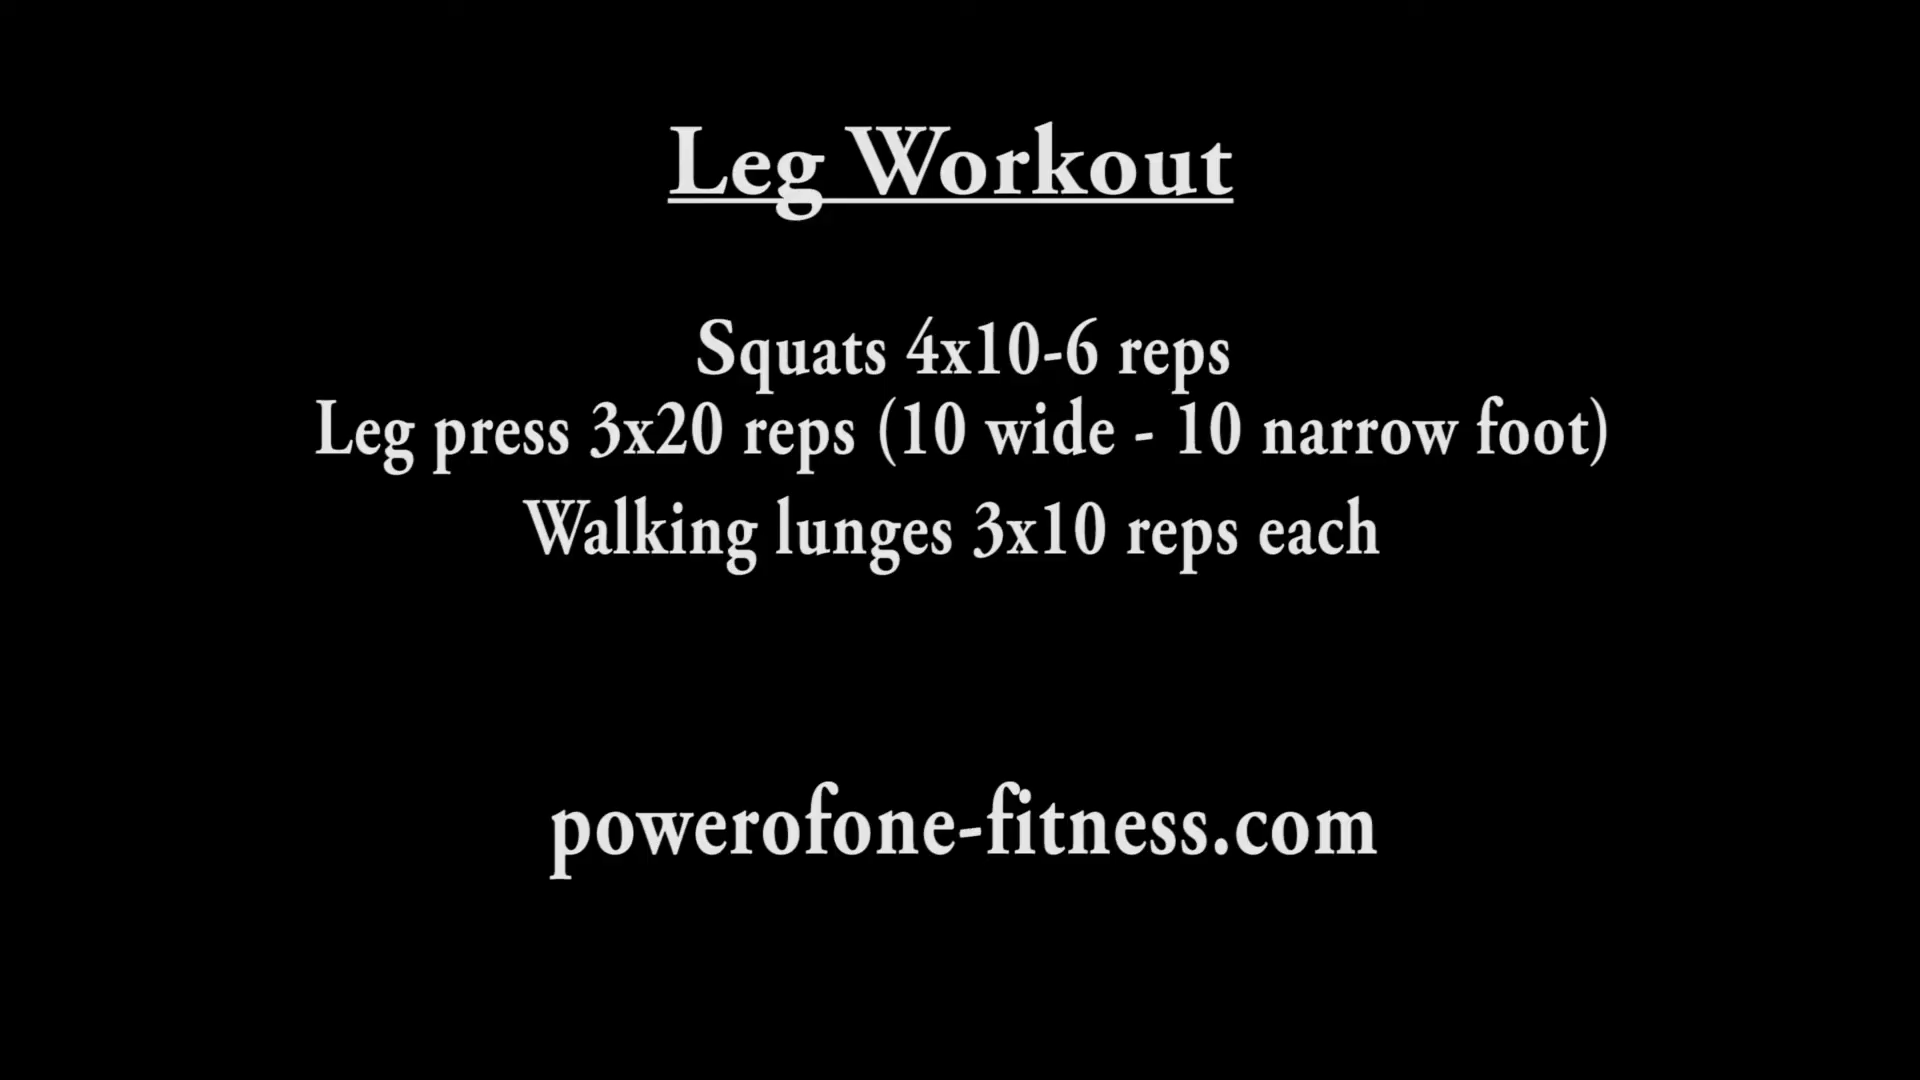 Leg Workout
Squats 4x10-6 reps
Leg press 3x20 reps (10 wide - 10 narrow foot)
Walking lunges 3x10 reps each
powerofone-fitness.com